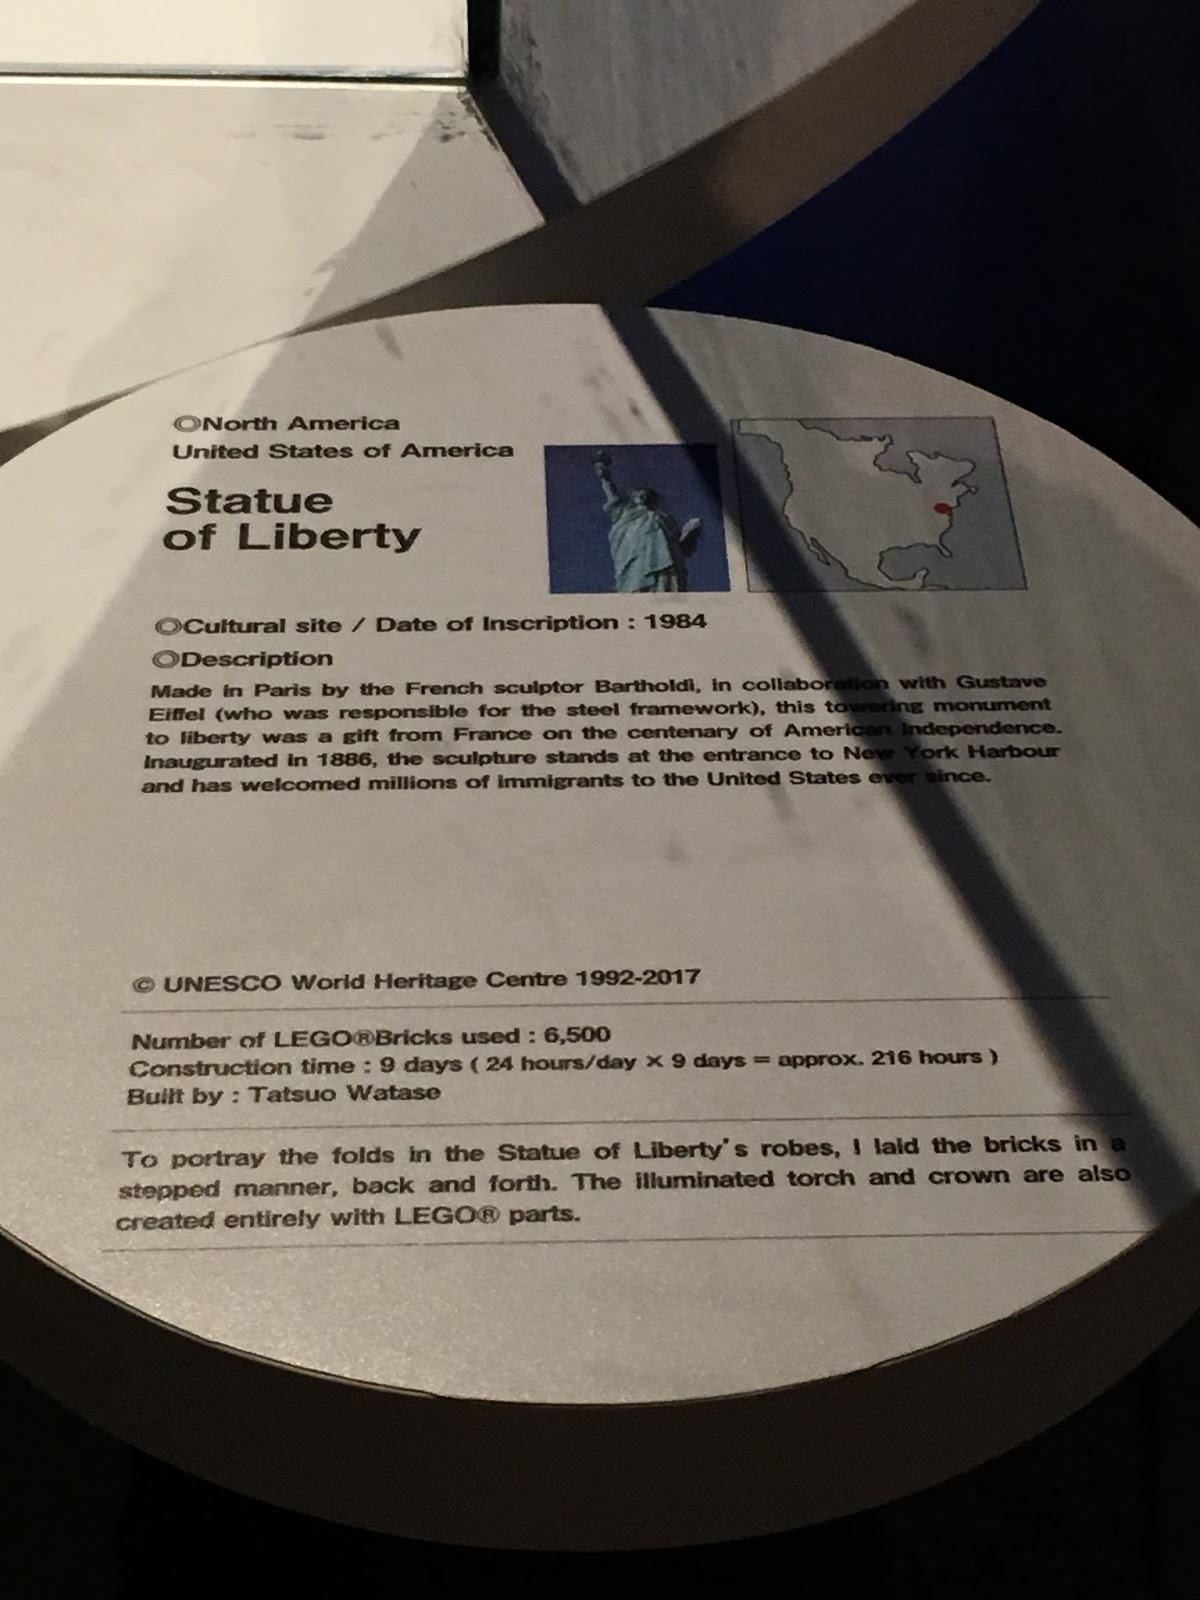 ◎North America
United States of America
Statue
of Liberty
◎Cultural site / Date of Inscription : 1984
◎Description
Made in Paris by the French sculptor Bartholdi, in collaboration with Gustave
Eiffel (who was responsible for the steel framework), this towering monument
to liberty was a gift from France on the centenary of American Independence.
Inaugurated in 1886, the sculpture stands at the entrance to New York Harbour
and has welcomed millions of immigrants to the United States ever since.
© UNESCO World Heritage Centre 1992-2017
Number of LEGO®Bricks used : 6,500
Construction time : 9 days ( 24 hours/day × 9 days = approx. 216 hours )
Built by : Tatsuo Watase
To portray the folds in the Statue of Liberty's robes, I laid the bricks in a
stepped manner, back and forth. The illuminated torch and crown are also
created entirely with LEGO® parts.